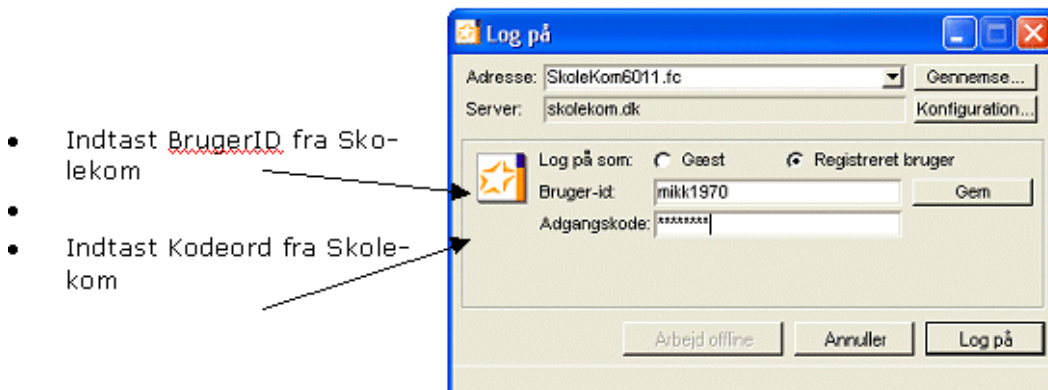 • Indtast BrugerID fra Sko-
lekom
•
• Indtast Kodeord fra Skole-
kom
Log på
Adresse: SkoleKom6011.fc Gennemse...
Server: skolekom.dk Konfiguration...
Log på som: Gæst Registreret bruger
Bruger-id: mikk1970 Gem
Adgangskode: ********
Arbejd offline Annuller Log på